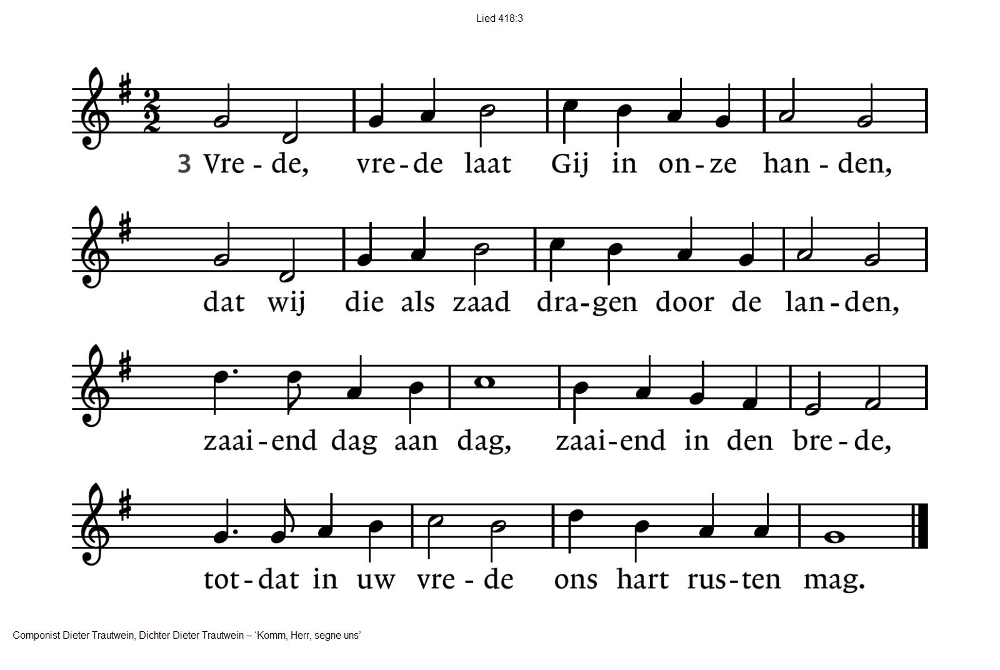 Lied 418:3
3 Vre - de, vre - de laat Gij in on - ze han - den,
dat wij die als zaad dra - gen door de lan - den,
zaai - end dag aan dag, zaai - end in den bre - de,
tot - dat in uw vre - de ons hart rus - ten mag.
Componist Dieter Trautwein, Dichter Dieter Trautwein – ‘Komm, Herr, segne uns’